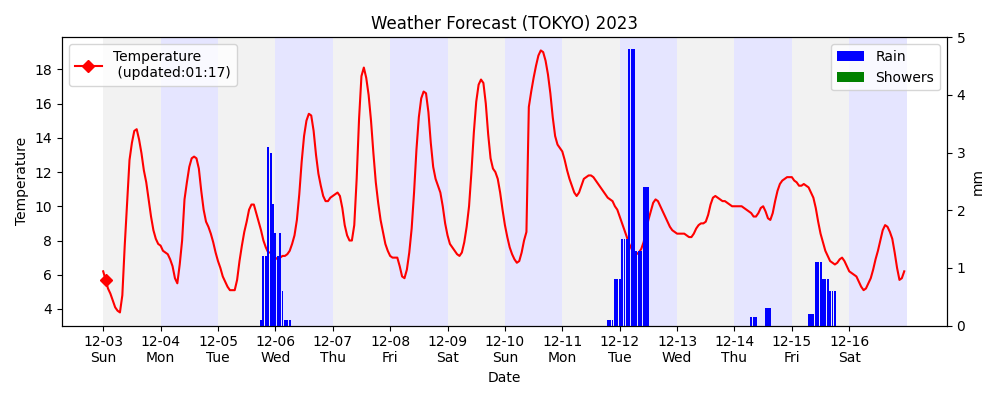 Weather Forecast (TOKYO) 2023
Temperature
(updated:01:17)
Rain
Showers
Temperature
18
16
14
12
10
8
6
4
5
4
3
2
1
0
mm
12-03 12-04 12-05 12-06 12-07 12-08 12-09 12-10 12-11 12-12 12-13 12-14 12-15 12-16
Sun Mon Tue Wed Thu Fri Sat Sun Mon Tue Wed Thu Fri Sat
Date